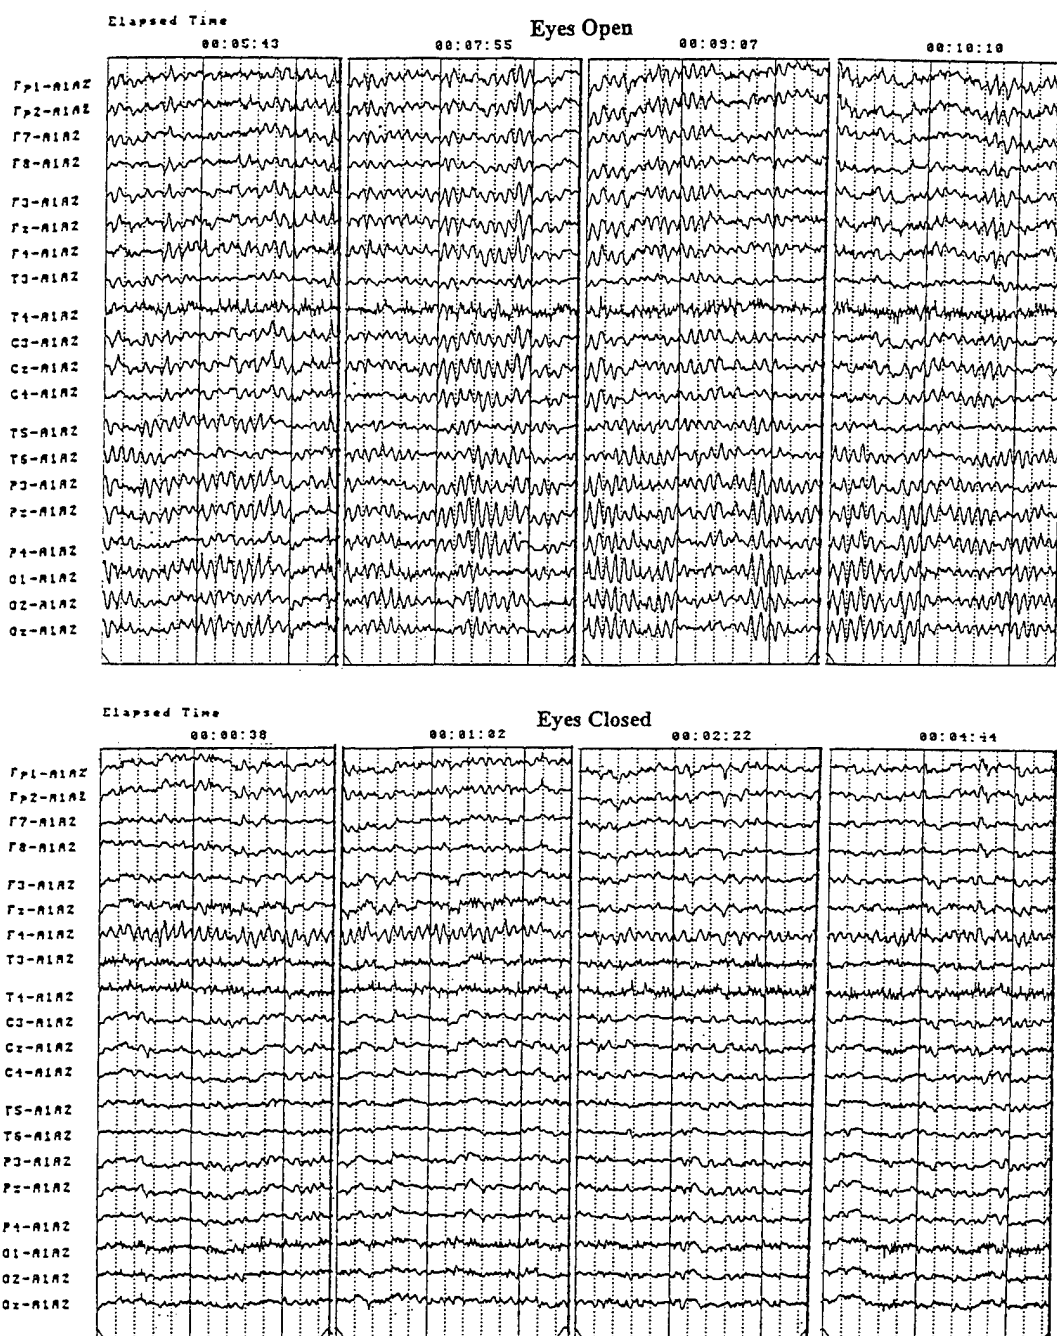 Elapsed Time
Eyes Open
00:05:43 00:07:55 00:09:07 00:10:10
Fp1-A1A2
Fp2-A1A2
F7-A1A2
F8-A1A2
F3-A1A2
Fz-A1A2
F4-A1A2
T3-A1A2
T4-A1A2
C3-A1A2
Cz-A1A2
C4-A1A2
T5-A1A2
T6-A1A2
P3-A1A2
Pz-A1A2
P4-A1A2
O1-A1A2
O2-A1A2
Oz-A1A2
Elapsed Time
Eyes Closed
00:00:38 00:01:02 00:02:22 00:04:44
Fp1-A1A2
Fp2-A1A2
F7-A1A2
F8-A1A2
F3-A1A2
Fz-A1A2
F4-A1A2
T3-A1A2
T4-A1A2
C3-A1A2
Cz-A1A2
C4-A1A2
T5-A1A2
T6-A1A2
P3-A1A2
Pz-A1A2
P4-A1A2
O1-A1A2
O2-A1A2
Oz-A1A2